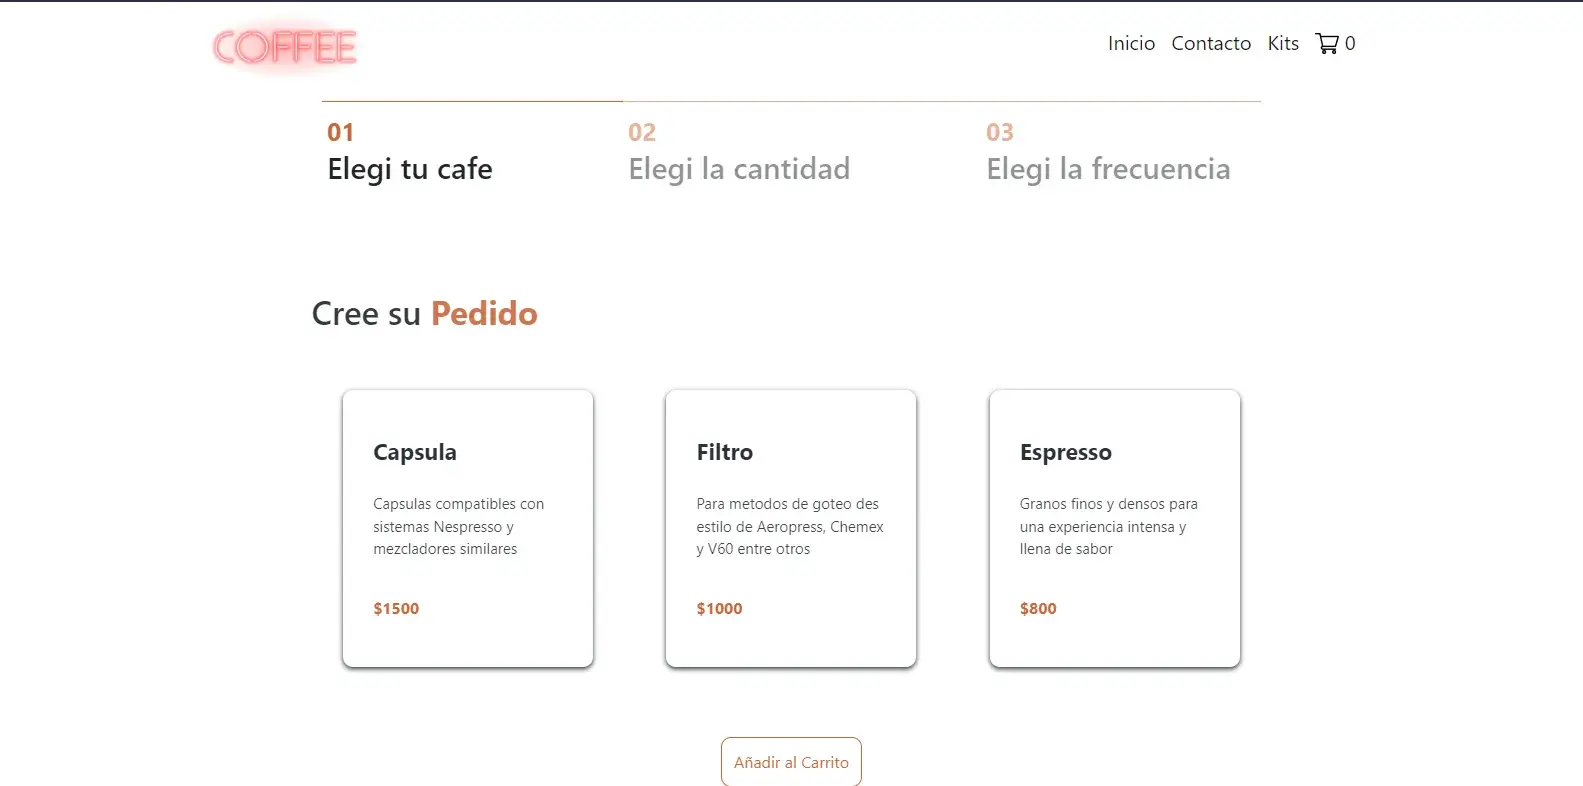 COFFEE
Inicio Contacto Kits 0
01
Elegi tu cafe
02
Elegi la cantidad
03
Elegi la frecuencia
Cree su Pedido
Capsula
Capsulas compatibles con
sistemas Nespresso y
mezcladores similares
$1500
Filtro
Para metodos de goteo des
estilo de Aeropress, Chemex
y V60 entre otros
$1000
Espresso
Granos finos y densos para
una experiencia intensa y
llena de sabor
$800
Añadir al Carrito